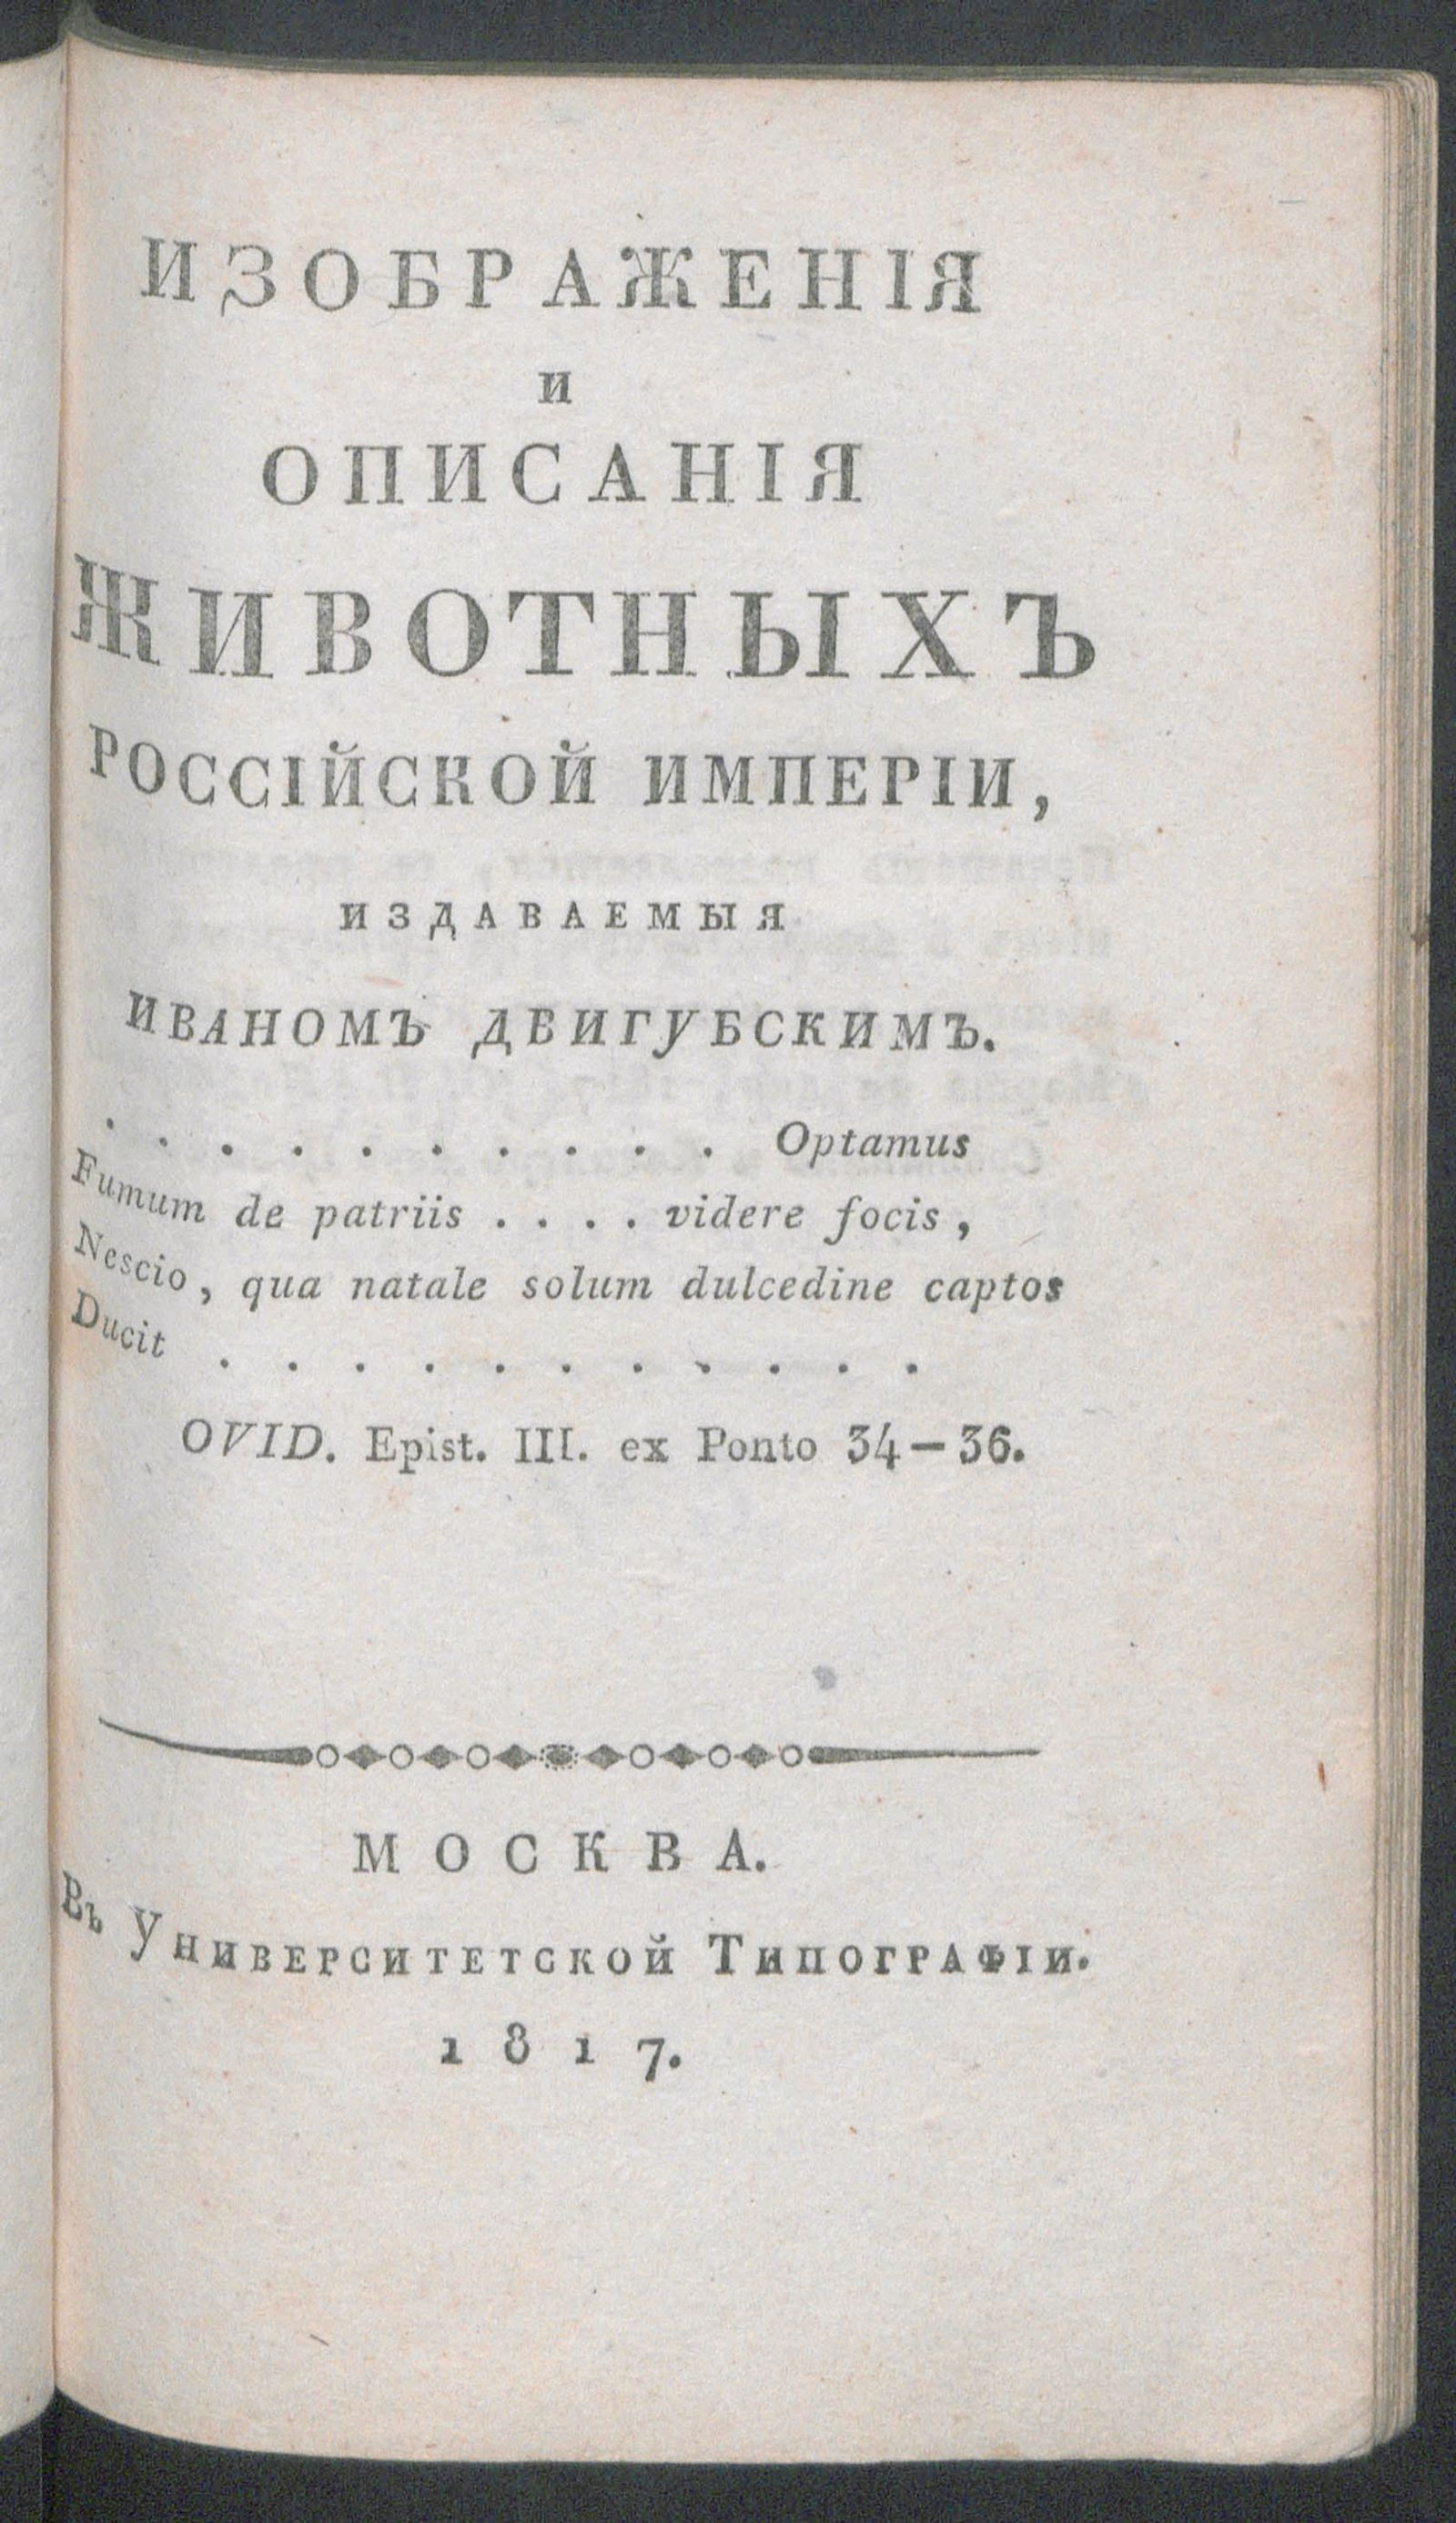 ИЗОБРАЖЕНІЯ
и
ОПИСАНІЯ
ЖИВОТНЫХЪ
РОССІЙСКОЙ ИМПЕРІИ,
ИЗДАВАЕМЫЯ
ИВАНОМЪ ДВИГУБСКИМЪ.
. . . . . . . . . . Optamus
Fumum de patriis . . . . videre focis,
Nescio, qua natale solum dulcedine captos
Ducit . . . . . . . . . . .
OVID. Epist. III. ex Ponto 34—36.
МОСКВА.
Въ Университетской Типографіи.
1817.